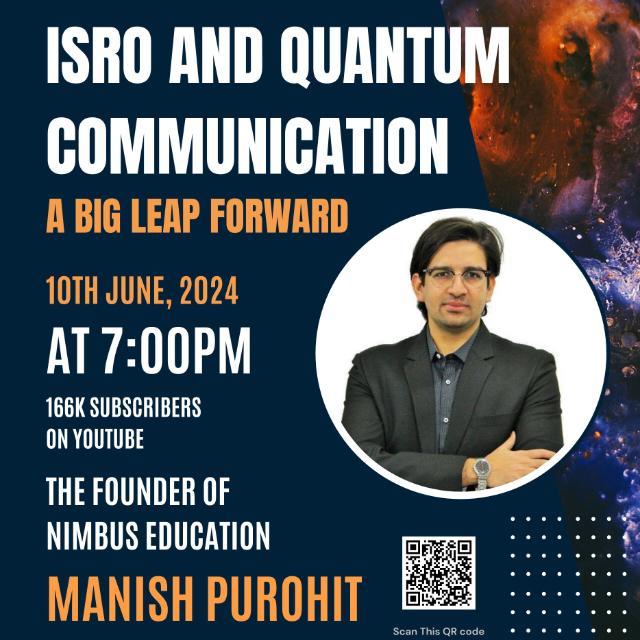 ISRO AND QUANTUM
COMMUNICATION
A BIG LEAP FORWARD
10TH JUNE, 2024
AT 7:00PM
166K SUBSCRIBERS
ON YOUTUBE
THE FOUNDER OF
NIMBUS EDUCATION
MANISH PUROHIT
Scan This QR code